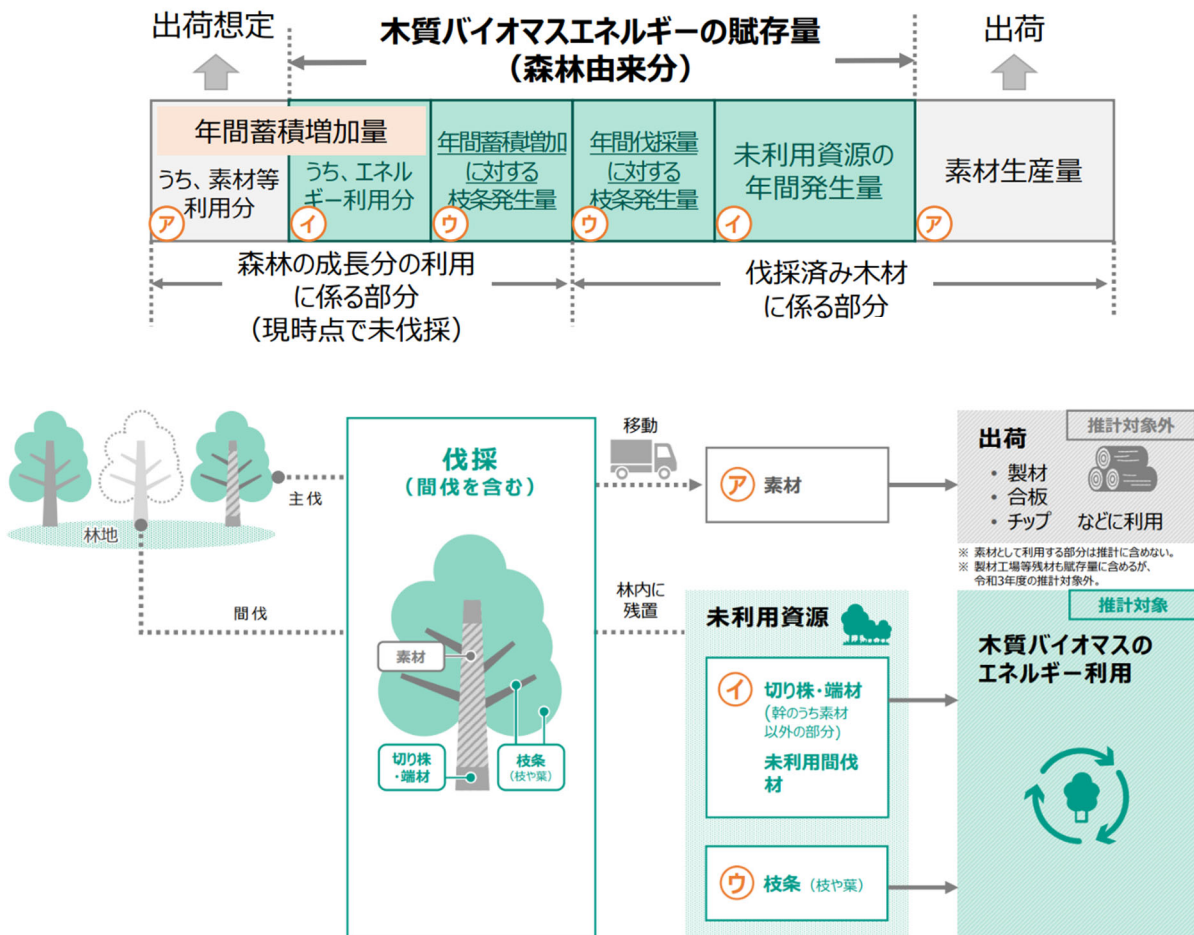 出荷想定
木質バイオマスエネルギーの賦存量
（森林由来分）
出荷
年間蓄積増加量
うち、素材等
利用分
ア
うち、エネル
ギー利用分
イ
年間蓄積増加
に対する
枝条発生量
ウ
年間伐採量
に対する
枝条発生量
ウ
未利用資源の
年間発生量
イ
素材生産量
ア
森林の成長分の利用
に係る部分
（現時点で未伐採）
伐採済み木材
に係る部分
林地
主伐
間伐
伐採
（間伐を含む）
素材
切り株
・端材
枝条
（枝や葉）
移動
ア 素材
推計対象外
出荷
・ 製材
・ 合板
・ チップ などに利用
※ 素材として利用する部分は推計に含めない。
※ 製材工場等残材も賦存量に含めるが、
令和3年度の推計対象外。
林内に
残置
未利用資源
イ 切り株・端材
(幹のうち素材
以外の部分)
未利用間伐
材
ウ 枝条（枝や葉）
推計対象
木質バイオマスの
エネルギー利用